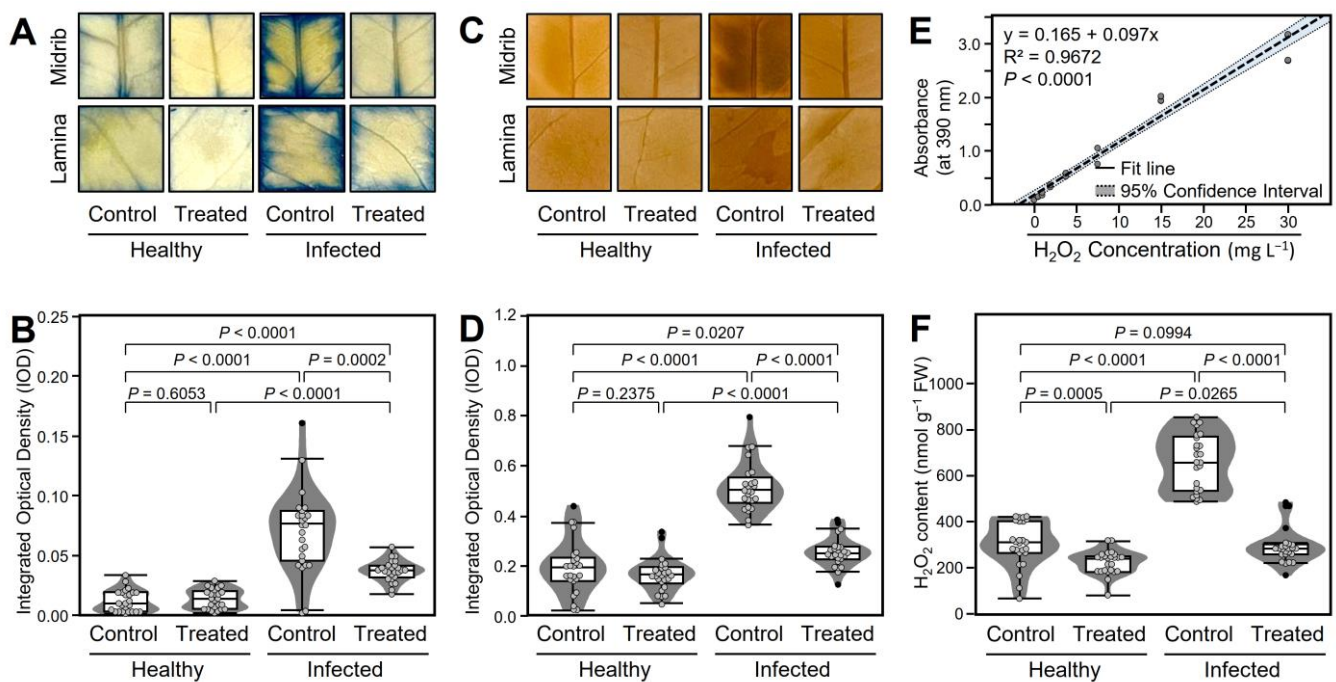 A
Midrib
Lamina
Control Treated Control Treated
Healthy Infected
C
Midrib
Lamina
Control Treated Control Treated
Healthy Infected
E
y = 0.165 + 0.097x
R² = 0.9672
P < 0.0001
Absorbance
(at 390 nm)
3.0
2.0
1.0
0.0
Fit line
95% Confidence Interval
0 5 10 15 20 25 30
H₂O₂ Concentration (mg L⁻¹)
B
Integrated Optical Density (IOD)
0.25
0.20
0.15
0.10
0.05
0.00
P < 0.0001
P < 0.0001 P = 0.0002
P = 0.6053 P < 0.0001
Control Treated Control Treated
Healthy Infected
D
Integrated Optical Density (IOD)
1.2
1.0
0.8
0.6
0.4
0.2
0.0
P = 0.0207
P < 0.0001 P < 0.0001
P = 0.2375 P < 0.0001
Control Treated Control Treated
Healthy Infected
F
H₂O₂ content (nmol g⁻¹ FW)
1000
800
600
400
200
0
P = 0.0994
P < 0.0001 P < 0.0001
P = 0.0005 P = 0.0265
Control Treated Control Treated
Healthy Infected